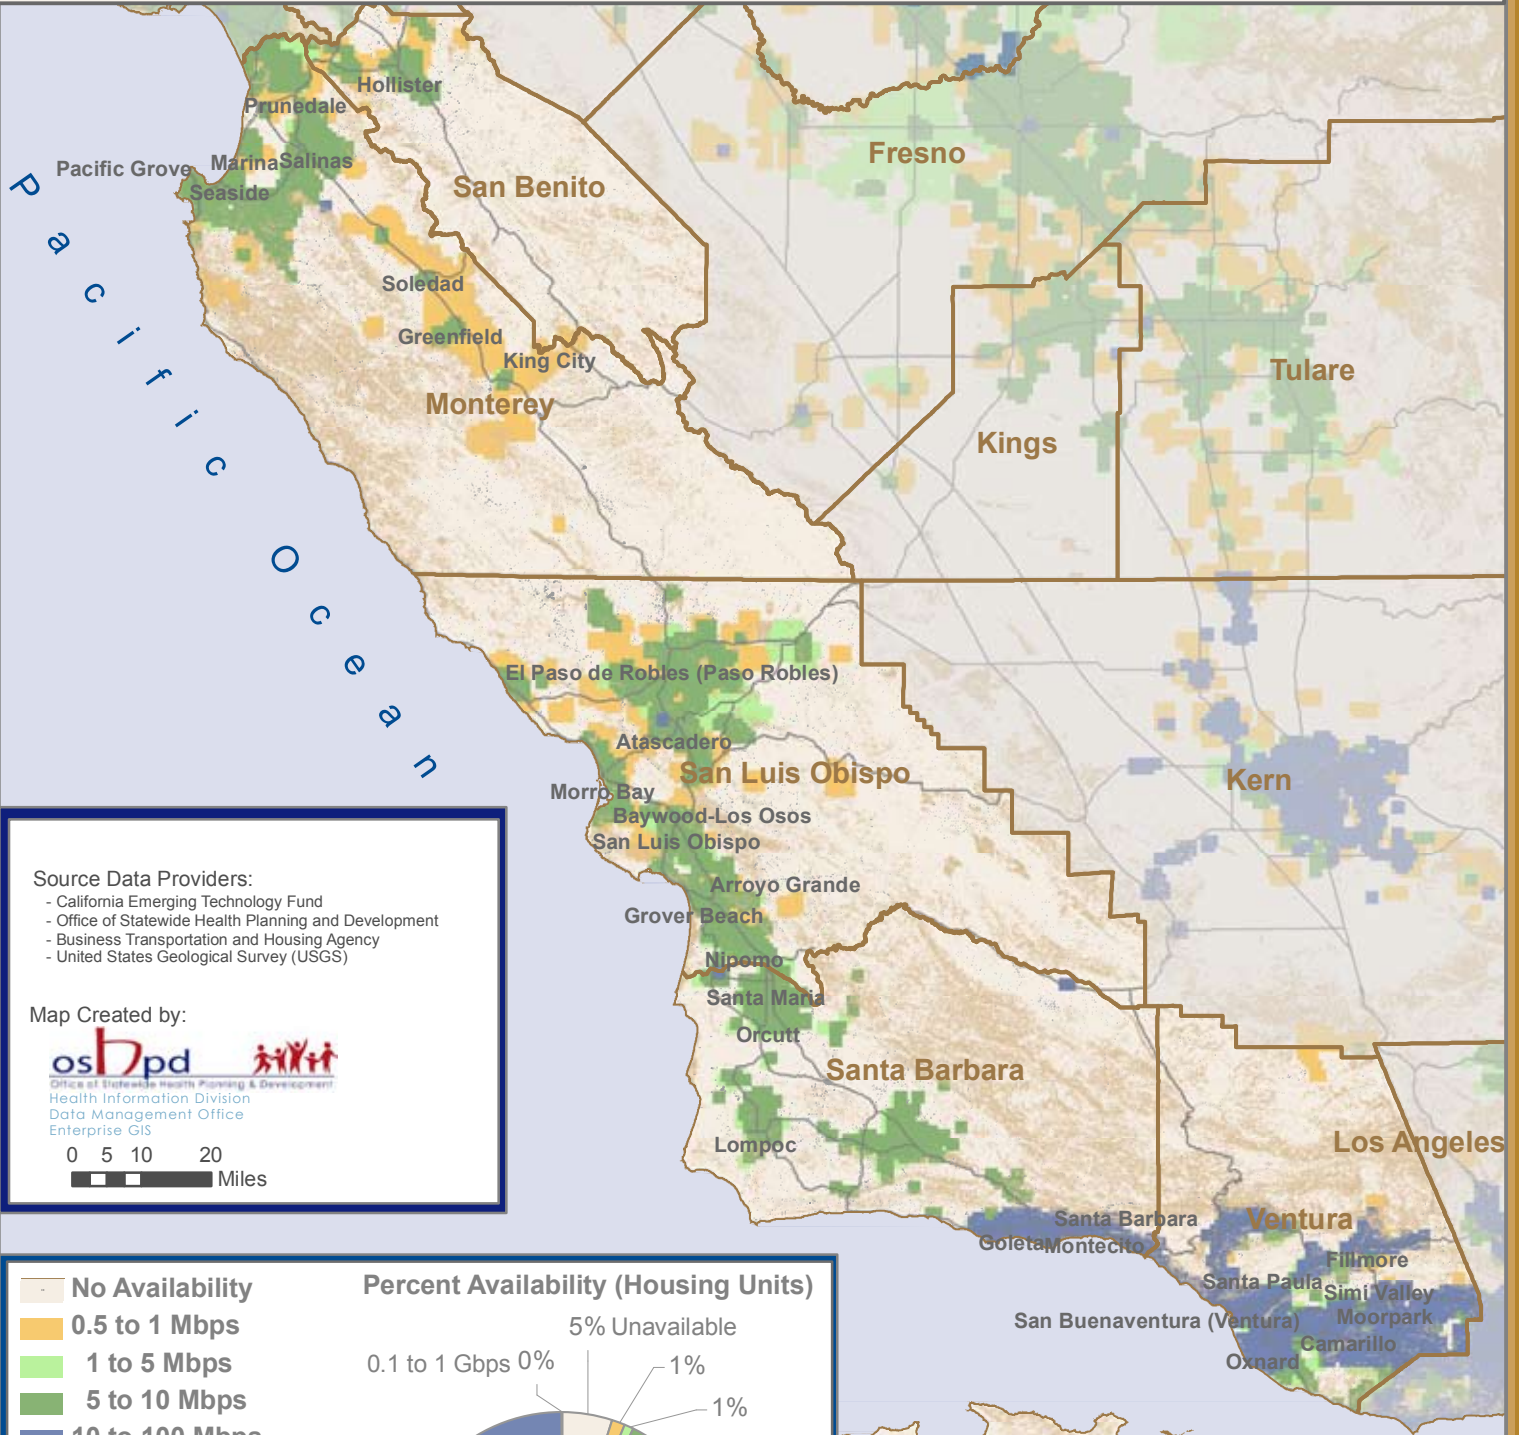 Hollister
Prunedale
Pacific Grove
Marina
Salinas
Seaside
San Benito
Fresno
Pacific Ocean
Soledad
Greenfield
King City
Monterey
Tulare
Kings
El Paso de Robles (Paso Robles)
Atascadero
San Luis Obispo
Kern
Morro Bay
Baywood-Los Osos
San Luis Obispo
Arroyo Grande
Grover Beach
Nipomo
Santa Maria
Orcutt
Santa Barbara
Lompoc
Los Angeles
Santa Barbara
Goleta
Montecito
Ventura
Fillmore
Santa Paula
Simi Valley
San Buenaventura (Ventura)
Moorpark
Camarillo
Oxnard
Source Data Providers:
- California Emerging Technology Fund
- Office of Statewide Health Planning and Development
- Business Transportation and Housing Agency
- United States Geological Survey (USGS)
Map Created by:
oshpd
Office of Statewide Health Planning & Development
Health Information Division
Data Management Office
Enterprise GIS
0 5 10 20
Miles
No Availability
0.5 to 1 Mbps
1 to 5 Mbps
5 to 10 Mbps
10 to 100 Mbps
Percent Availability (Housing Units)
5% Unavailable
0.1 to 1 Gbps 0%
1%
1%